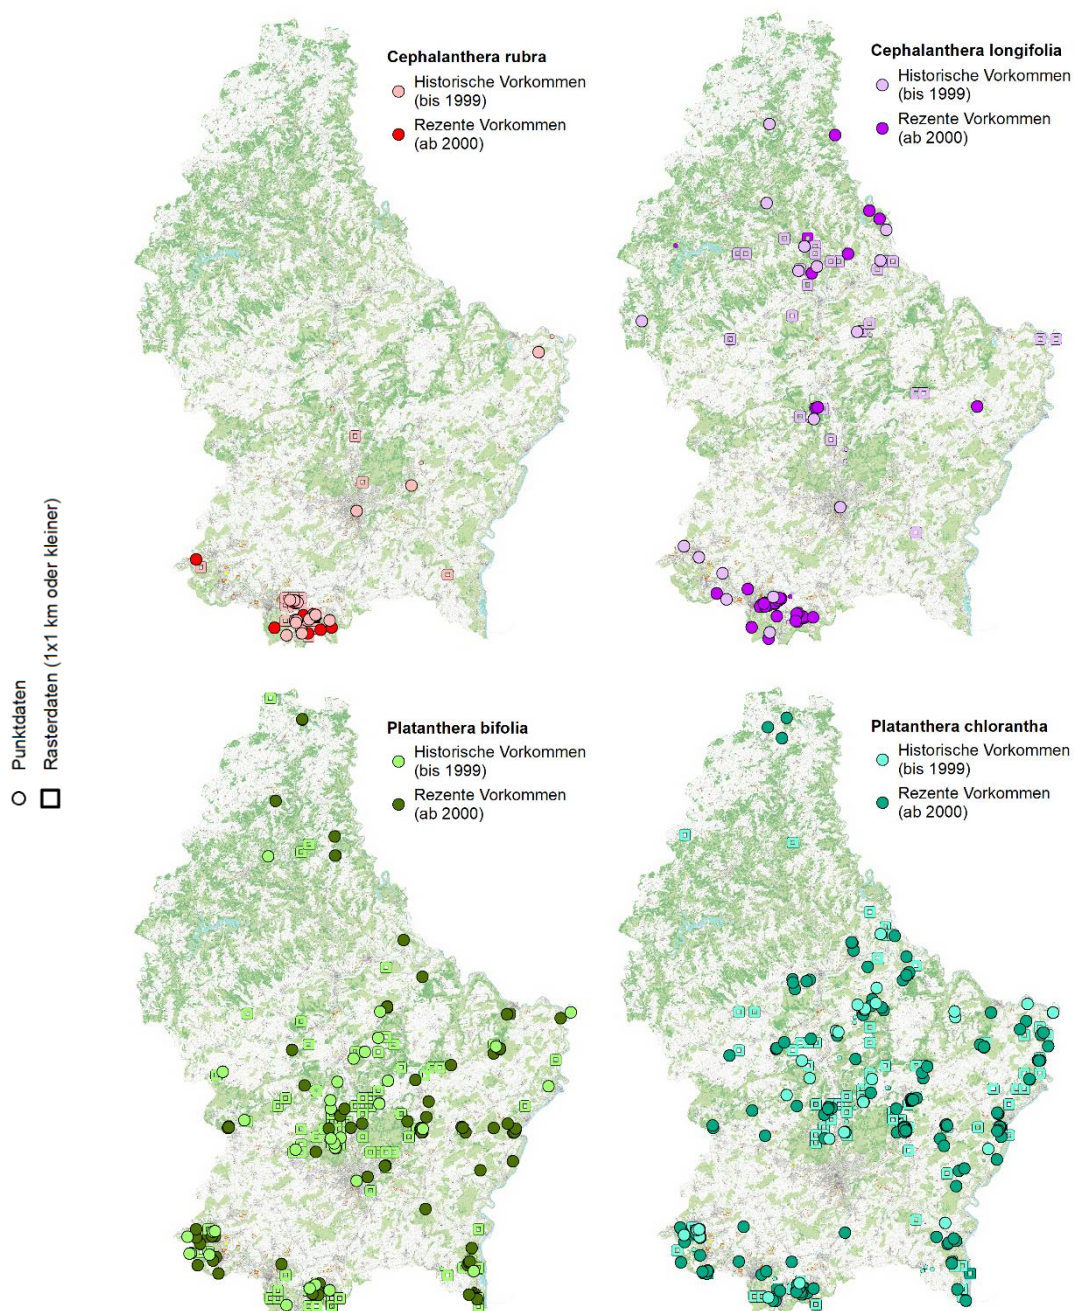 Cephalanthera rubra
Historische Vorkommen
(bis 1999)
Rezente Vorkommen
(ab 2000)
Cephalanthera longifolia
Historische Vorkommen
(bis 1999)
Rezente Vorkommen
(ab 2000)
Punktdaten
Rasterdaten (1x1 km oder kleiner)
Platanthera bifolia
Historische Vorkommen
(bis 1999)
Rezente Vorkommen
(ab 2000)
Platanthera chlorantha
Historische Vorkommen
(bis 1999)
Rezente Vorkommen
(ab 2000)